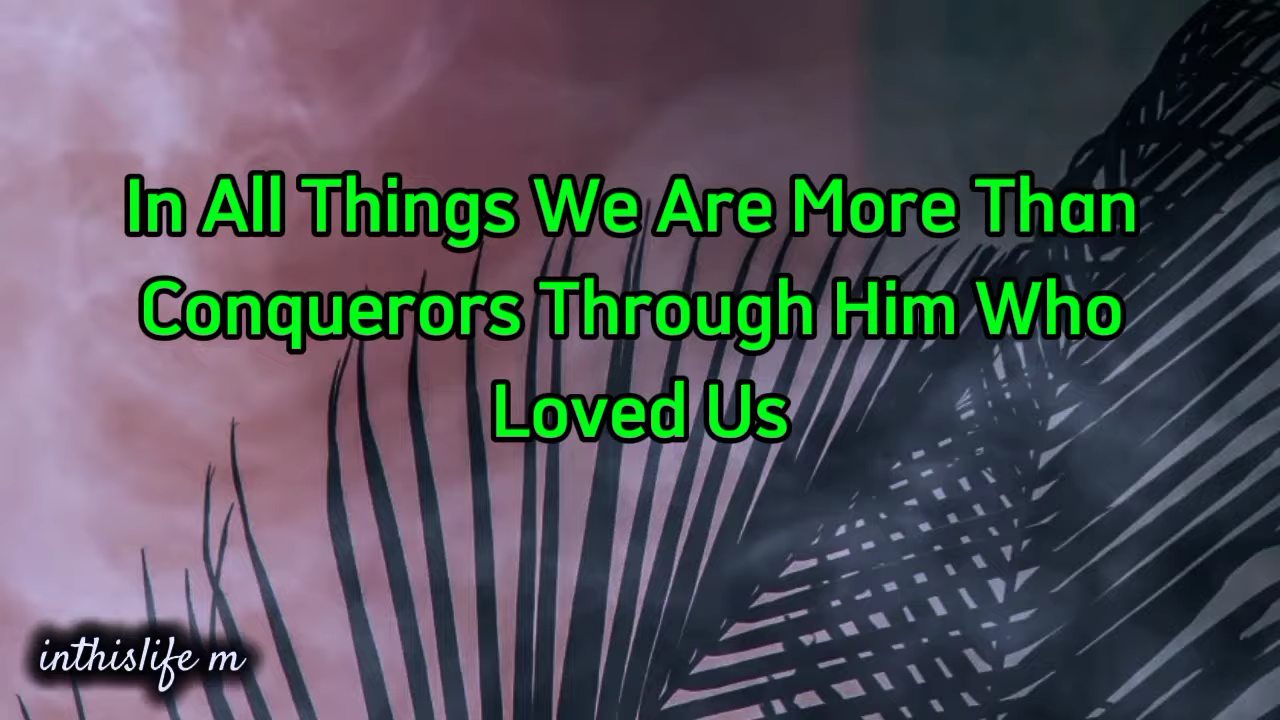 In All Things We Are More Than
Conquerors Through Him Who
Loved Us
inthislife m